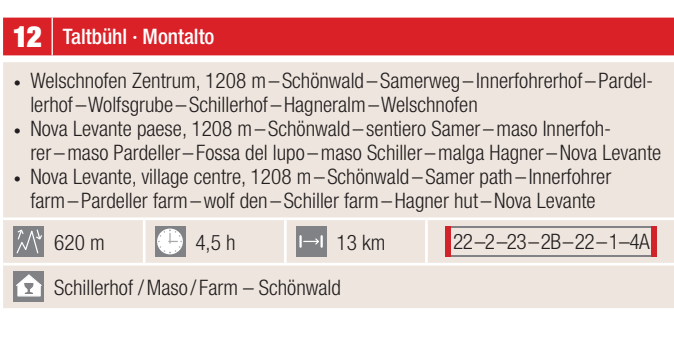 12 Taltbühl · Montalto
• Welschnofen Zentrum, 1208 m – Schönwald – Samerweg – Innerfohrerhof – Pardel-
lerhof – Wolfsgrube – Schillerhof – Hagneralm – Welschnofen
• Nova Levante paese, 1208 m – Schönwald – sentiero Samer – maso Innerfoh-
rer – maso Pardeller – Fossa del lupo – maso Schiller – malga Hagner – Nova Levante
• Nova Levante, village centre, 1208 m – Schönwald – Samer path – Innerfohrer
farm – Pardeller farm – wolf den – Schiller farm – Hagner hut – Nova Levante
620 m 4,5 h 13 km 22–2–23–2B–22–1–4A
Schillerhof / Maso / Farm – Schönwald